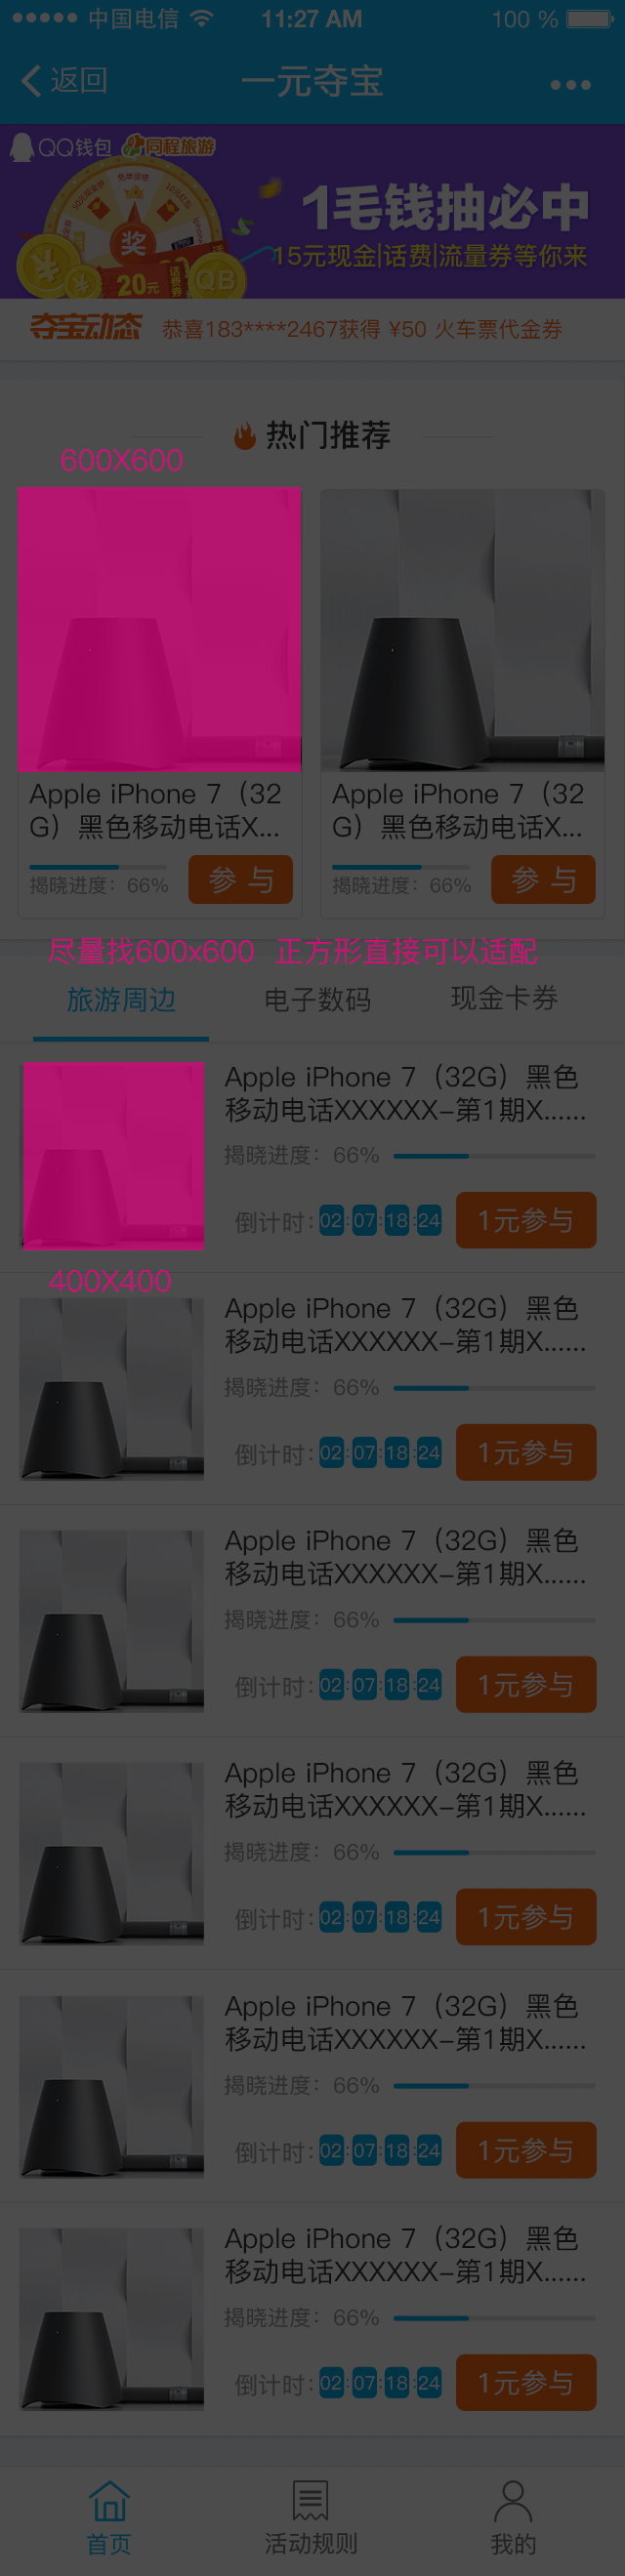 中国电信 11:27 AM 100 %
返回 一元夺宝
QQ钱包 同程旅游
1毛钱抽必中
15元现金|话费|流量券等你来
奖
20元 话费券 QB
夺宝动态 恭喜183****2467获得 ¥50 火车票代金券
热门推荐
600X600
Apple iPhone 7（32 Apple iPhone 7（32
G）黑色移动电话X... G）黑色移动电话X...
揭晓进度：66% 参 与 揭晓进度：66% 参 与
尽量找600x600 正方形直接可以适配
旅游周边 电子数码 现金卡券
Apple iPhone 7（32G）黑色
移动电话XXXXXX-第1期X......
揭晓进度：66%
倒计时：02:07:18:24 1元参与
400X400
Apple iPhone 7（32G）黑色
移动电话XXXXXX-第1期X......
揭晓进度：66%
倒计时：02:07:18:24 1元参与
Apple iPhone 7（32G）黑色
移动电话XXXXXX-第1期X......
揭晓进度：66%
倒计时：02:07:18:24 1元参与
Apple iPhone 7（32G）黑色
移动电话XXXXXX-第1期X......
揭晓进度：66%
倒计时：02:07:18:24 1元参与
Apple iPhone 7（32G）黑色
移动电话XXXXXX-第1期X......
揭晓进度：66%
倒计时：02:07:18:24 1元参与
Apple iPhone 7（32G）黑色
移动电话XXXXXX-第1期X......
揭晓进度：66%
倒计时：02:07:18:24 1元参与
首页 活动规则 我的